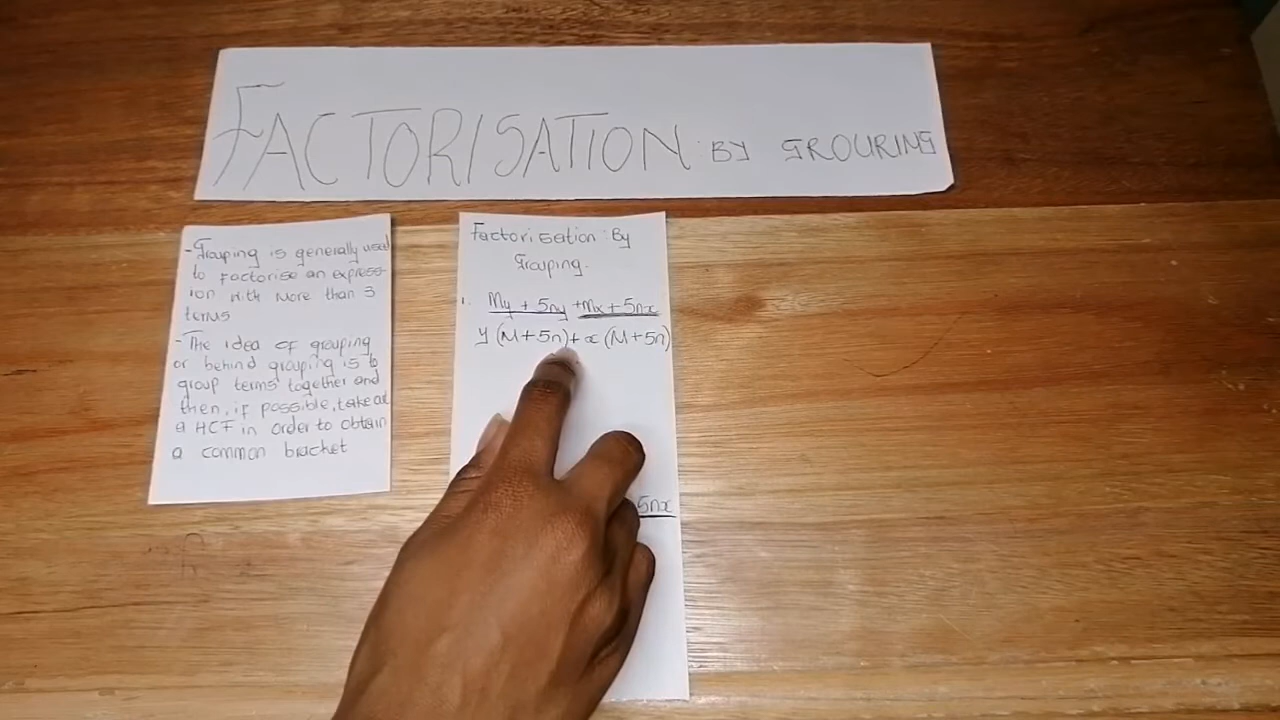 FACTORISATION: BY GROURING
-Grouping is generally used
to factorise an express-
ion with more than 3
terms
-The idea of grouping
or behind grouping is to
group terms together and
then, if possible, take out
a HCF in order to obtain
a common bracket
Factorisation: By
Grouping.
1. My + 5ny + Mx + 5nx
y (M + 5n) + x (M + 5n)
5nx